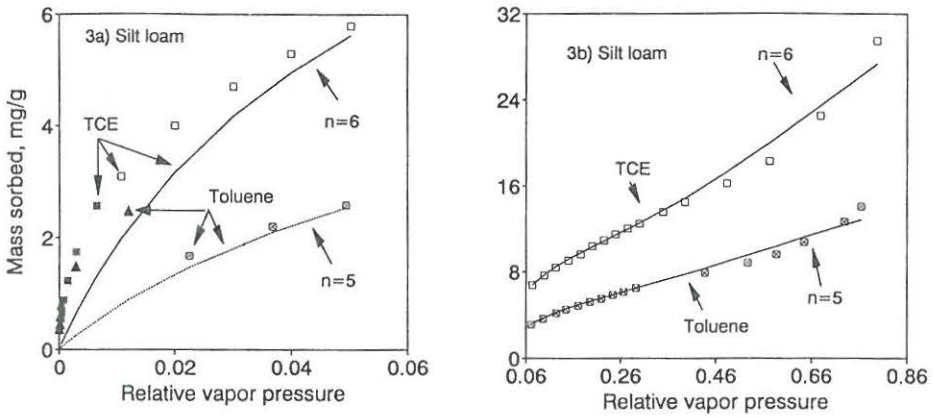 3a) Silt loam
Mass sorbed, mg/g
6
4
2
0
TCE
n=6
Toluene
n=5
0 0.02 0.04 0.06
Relative vapor pressure
3b) Silt loam
32
24
16
8
0
n=6
TCE
n=5
Toluene
0.06 0.26 0.46 0.66 0.86
Relative vapor pressure